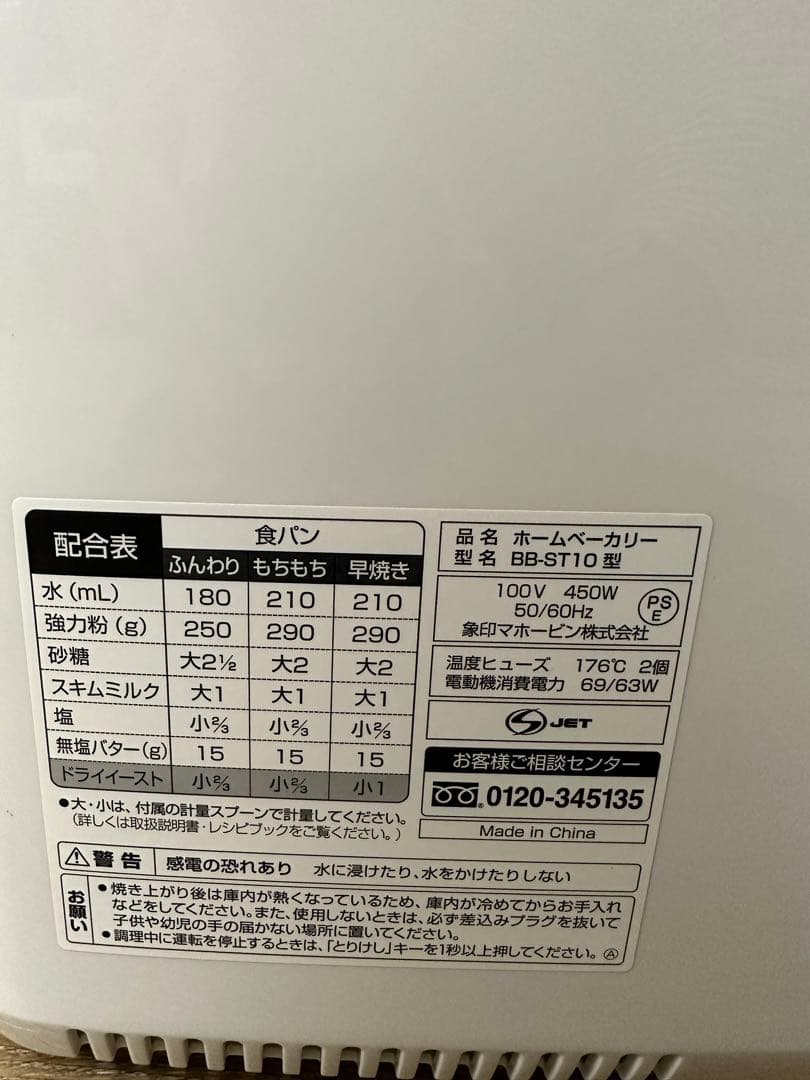 配合表 食パン
ふんわり もちもち 早焼き
水(mL) 180 210 210
強力粉(g) 250 290 290
砂糖 大2½ 大2 大2
スキムミルク 大1 大1 大1
塩 小⅔ 小⅔ 小⅔
無塩バター(g) 15 15 15
ドライイースト 小⅔ 小⅔ 小1
●大・小は、付属の計量スプーンで計量してください。
(詳しくは取扱説明書・レシピブックをご覧ください。)
品名 ホームベーカリー
型名 BB-ST10型
100V 450W
50/60Hz
象印マホービン株式会社
PS
E
温度ヒューズ 176℃ 2個
電動機消費電力 69/63W
S JET
お客様ご相談センター
0120-345135
Made in China
警告 感電の恐れあり 水に浸けたり、水をかけたりしない
お願い
●焼き上がり後は庫内が熱くなっているため、庫内が冷めてからお手入れ
などをしてください。また、使用しないときは、必ず差込みプラグを抜いて
子供や幼児の手の届かない場所に置いてください。
●調理中に運転を停止するときは、「とりけし」キーを1秒以上押してください。Ⓐ